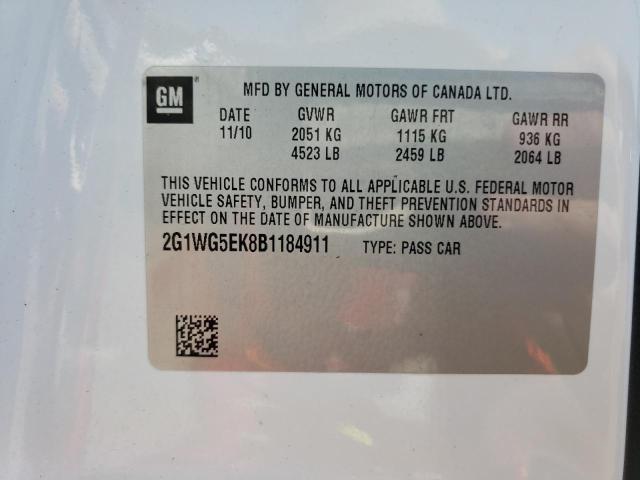 GM
MFD BY GENERAL MOTORS OF CANADA LTD.
DATE GVWR GAWR FRT GAWR RR
11/10 2051 KG 1115 KG 936 KG
4523 LB 2459 LB 2064 LB
THIS VEHICLE CONFORMS TO ALL APPLICABLE U.S. FEDERAL MOTOR
VEHICLE SAFETY, BUMPER, AND THEFT PREVENTION STANDARDS IN
EFFECT ON THE DATE OF MANUFACTURE SHOWN ABOVE.
2G1WG5EK8B1184911 TYPE: PASS CAR